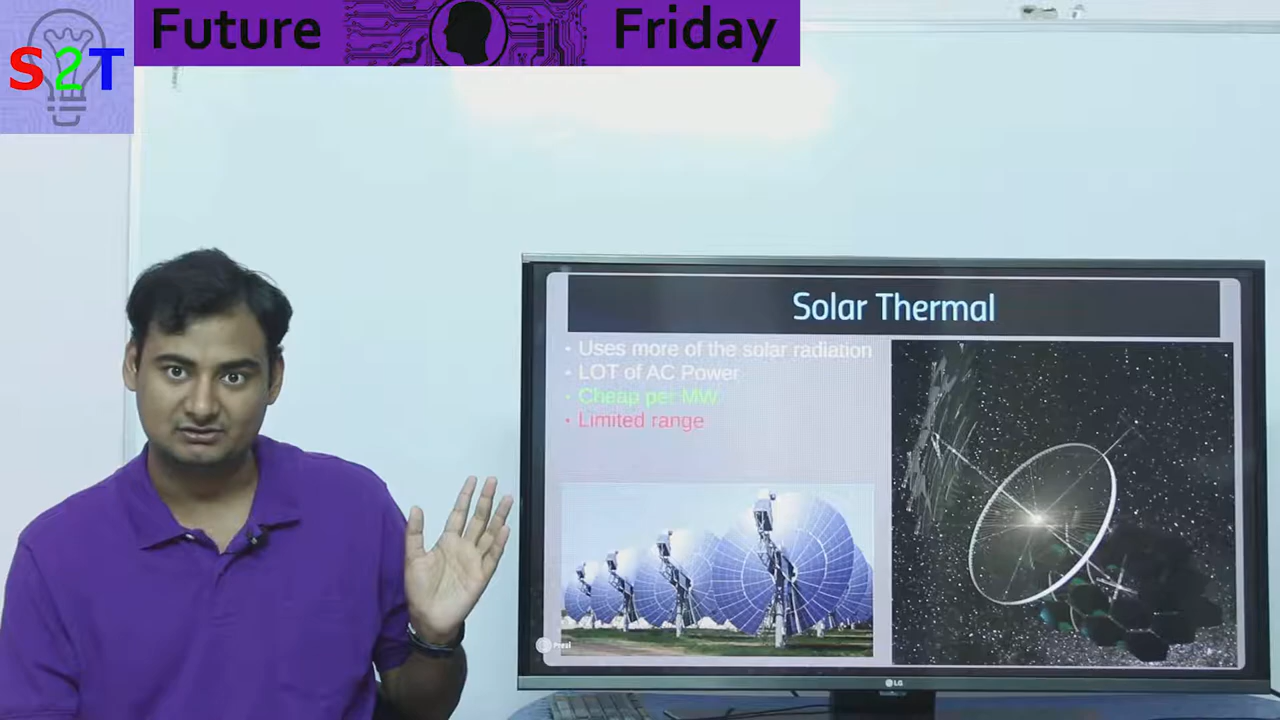 Future Friday
S2T
Solar Thermal
• Uses more of the solar radiation
• LOT of AC Power
• Cheap per MW
• Limited range
Prezi
LG